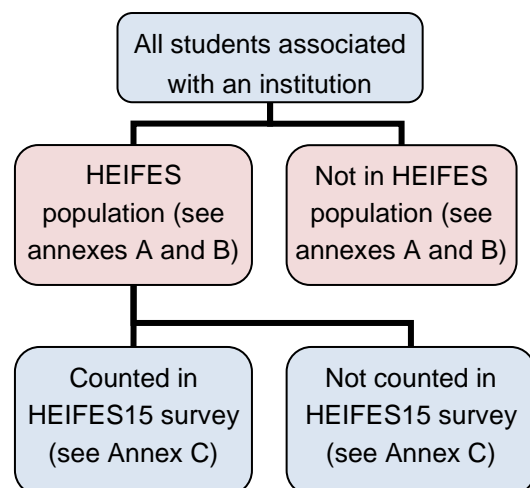 All students associated
with an institution
HEIFES
population (see
annexes A and B)
Not in HEIFES
population (see
annexes A and B)
Counted in
HEIFES15 survey
(see Annex C)
Not counted in
HEIFES15 survey
(see Annex C)